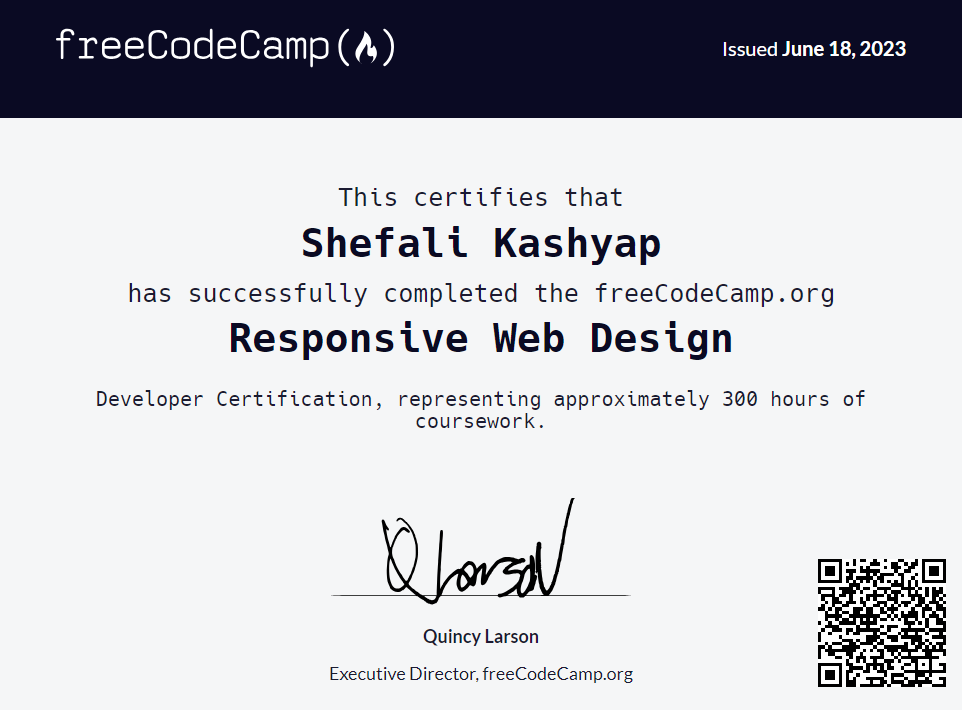 freeCodeCamp(🔥)
Issued June 18, 2023
This certifies that
Shefali Kashyap
has successfully completed the freeCodeCamp.org
Responsive Web Design
Developer Certification, representing approximately 300 hours of
coursework.
Q Larson
Quincy Larson
Executive Director, freeCodeCamp.org